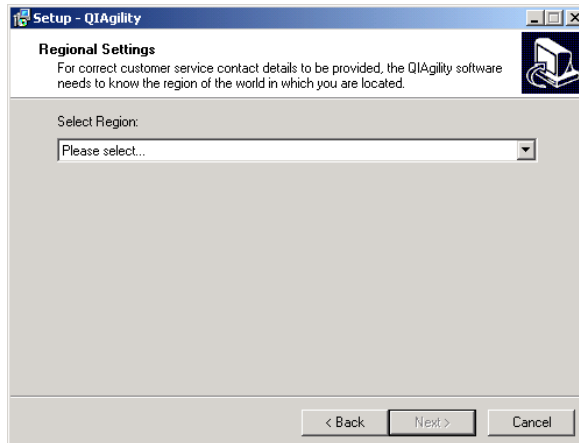 Setup - QIAgility
Regional Settings
For correct customer service contact details to be provided, the QIAgility software
needs to know the region of the world in which you are located.
Select Region:
Please select...
< Back
Next >
Cancel